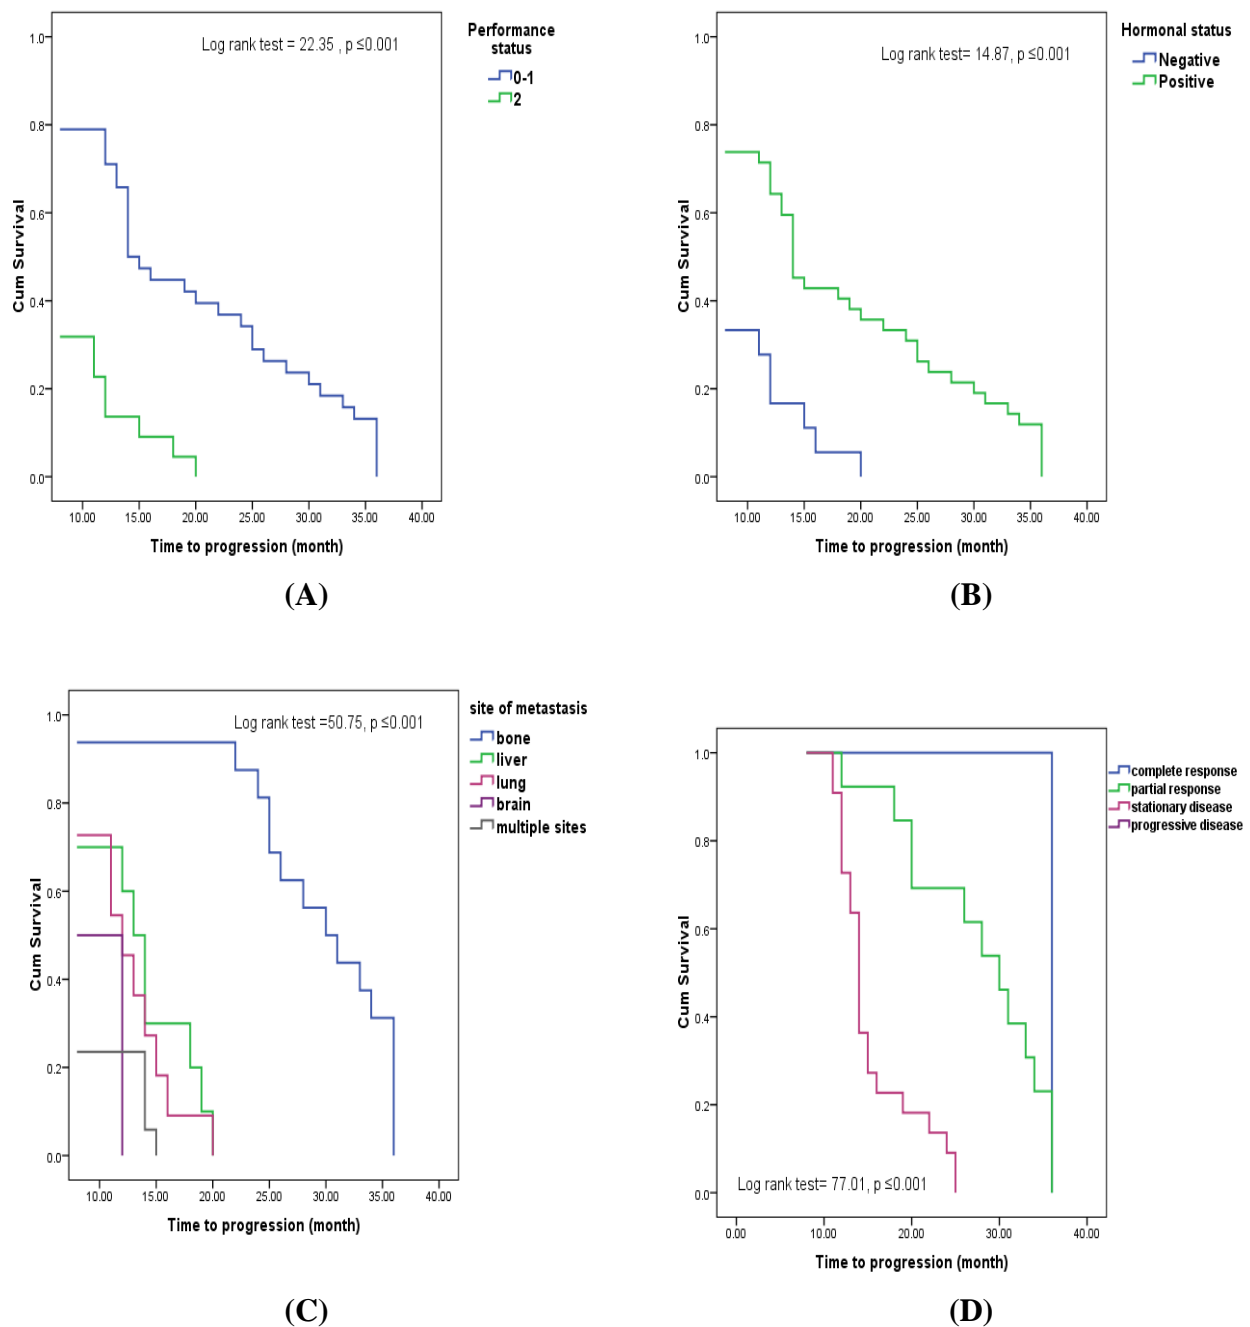 Log rank test = 22.35 , p ≤0.001
Performance
status
0-1
2
1.0
0.8
0.6
0.4
0.2
0.0
Cum Survival
10.00 15.00 20.00 25.00 30.00 35.00 40.00
Time to progression (month)
(A)
Log rank test= 14.87, p ≤0.001
Hormonal status
Negative
Positive
1.0
0.8
0.6
0.4
0.2
0.0
Cum Survival
10.00 15.00 20.00 25.00 30.00 35.00 40.00
Time to progression (month)
(B)
Log rank test =50.75, p ≤0.001
site of metastasis
bone
liver
lung
brain
multiple sites
1.0
0.8
0.6
0.4
0.2
0.0
Cum Survival
10.00 15.00 20.00 25.00 30.00 35.00 40.00
Time to progression (month)
(C)
complete response
partial response
stationary disease
progressive disease
1.0
0.8
0.6
0.4
0.2
0.0
Cum Survival
Log rank test= 77.01, p ≤0.001
0.00 10.00 20.00 30.00 40.00
Time to progression (month)
(D)